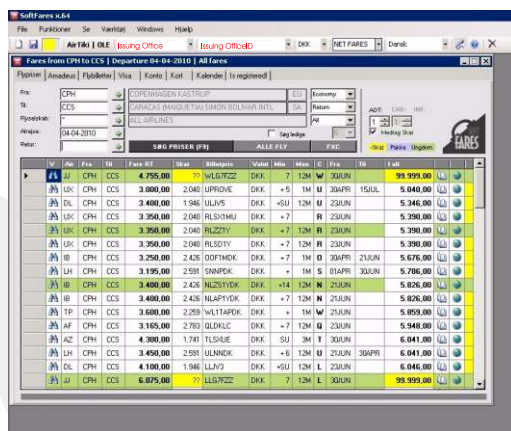 SoftFares v.64
File Funktioner Se Værktøj Windows Hjælp
AirTiki | OLE Issuing Office Issuing OfficeID DKK NET FARES Dansk
Fares from CPH to CCS | Departure 04-04-2010 | All fares
Flypriser Amadeus Flybilletter Visa Konto Kort Kalender Is registered!
Fra: CPH COPENHAGEN KASTRUP EU Economy
Til: CCS CARACAS (MAIQUETIA) SIMON BOLIVAR INTL SA Retur ADT: CHD: INF:
Flyselskab: * ALL AIRLINES All 1
Afrejse: 04-04-2010 Søg ledige Medtag Skat
Retur: SØG PRISER (F9) ALLE FLY FXC -Skat Pakke Ungdom FARES
V Air Fra Til Fare RT Skat Billetpris Valut Min Max C Fra Til I alt
JJ CPH CCS 4.755,00 ?? WLG7FZZ DKK 7 12M W 30JUN 99.999,00
UX CPH CCS 3.000,00 2.040 UPROVE DKK + 5 1M U 30APR 15JUL 5.040,00
DL CPH CCS 3.400,00 1.946 ULJV5 DKK +SU 12M U 23JUN 5.346,00
UX CPH CCS 3.350,00 2.040 RLSX1MU DKK + 7 R 23JUN 5.390,00
UX CPH CCS 3.350,00 2.040 RLZZ1Y DKK + 7 12M R 23JUN 5.390,00
UX CPH CCS 3.350,00 2.040 RLSD1Y DKK + 7 12M R 23JUN 5.390,00
IB CPH CCS 3.250,00 2.426 OOF1MDK DKK + 7 1M O 30APR 21JUN 5.676,00
LH CPH CCS 3.195,00 2.591 SNNPDK DKK + 1M S 01APR 30JUN 5.786,00
IB CPH CCS 3.400,00 2.426 NLZS1YDK DKK +14 12M N 21JUN 5.826,00
IB CPH CCS 3.400,00 2.426 NLAP1YDK DKK + 7 12M N 21JUN 5.826,00
TP CPH CCS 3.600,00 2.259 WL1TAPDK DKK + 1M W 21JUN 5.859,00
AF CPH CCS 3.165,00 2.783 QLDKLC DKK + 7 12M Q 23JUN 5.948,00
AZ CPH CCS 4.300,00 1.741 TLSXUE DKK SU 3M T 30JUN 6.041,00
LH CPH CCS 3.450,00 2.591 ULNNDK DKK + 6 12M U 21JUN 30APR 6.041,00
DL CPH CCS 4.100,00 1.946 LLJV3 DKK +SU 12M L 23JUN 6.046,00
JJ CPH CCS 6.075,00 ?? LLG7FZZ DKK 7 12M L 30JUN 99.999,00